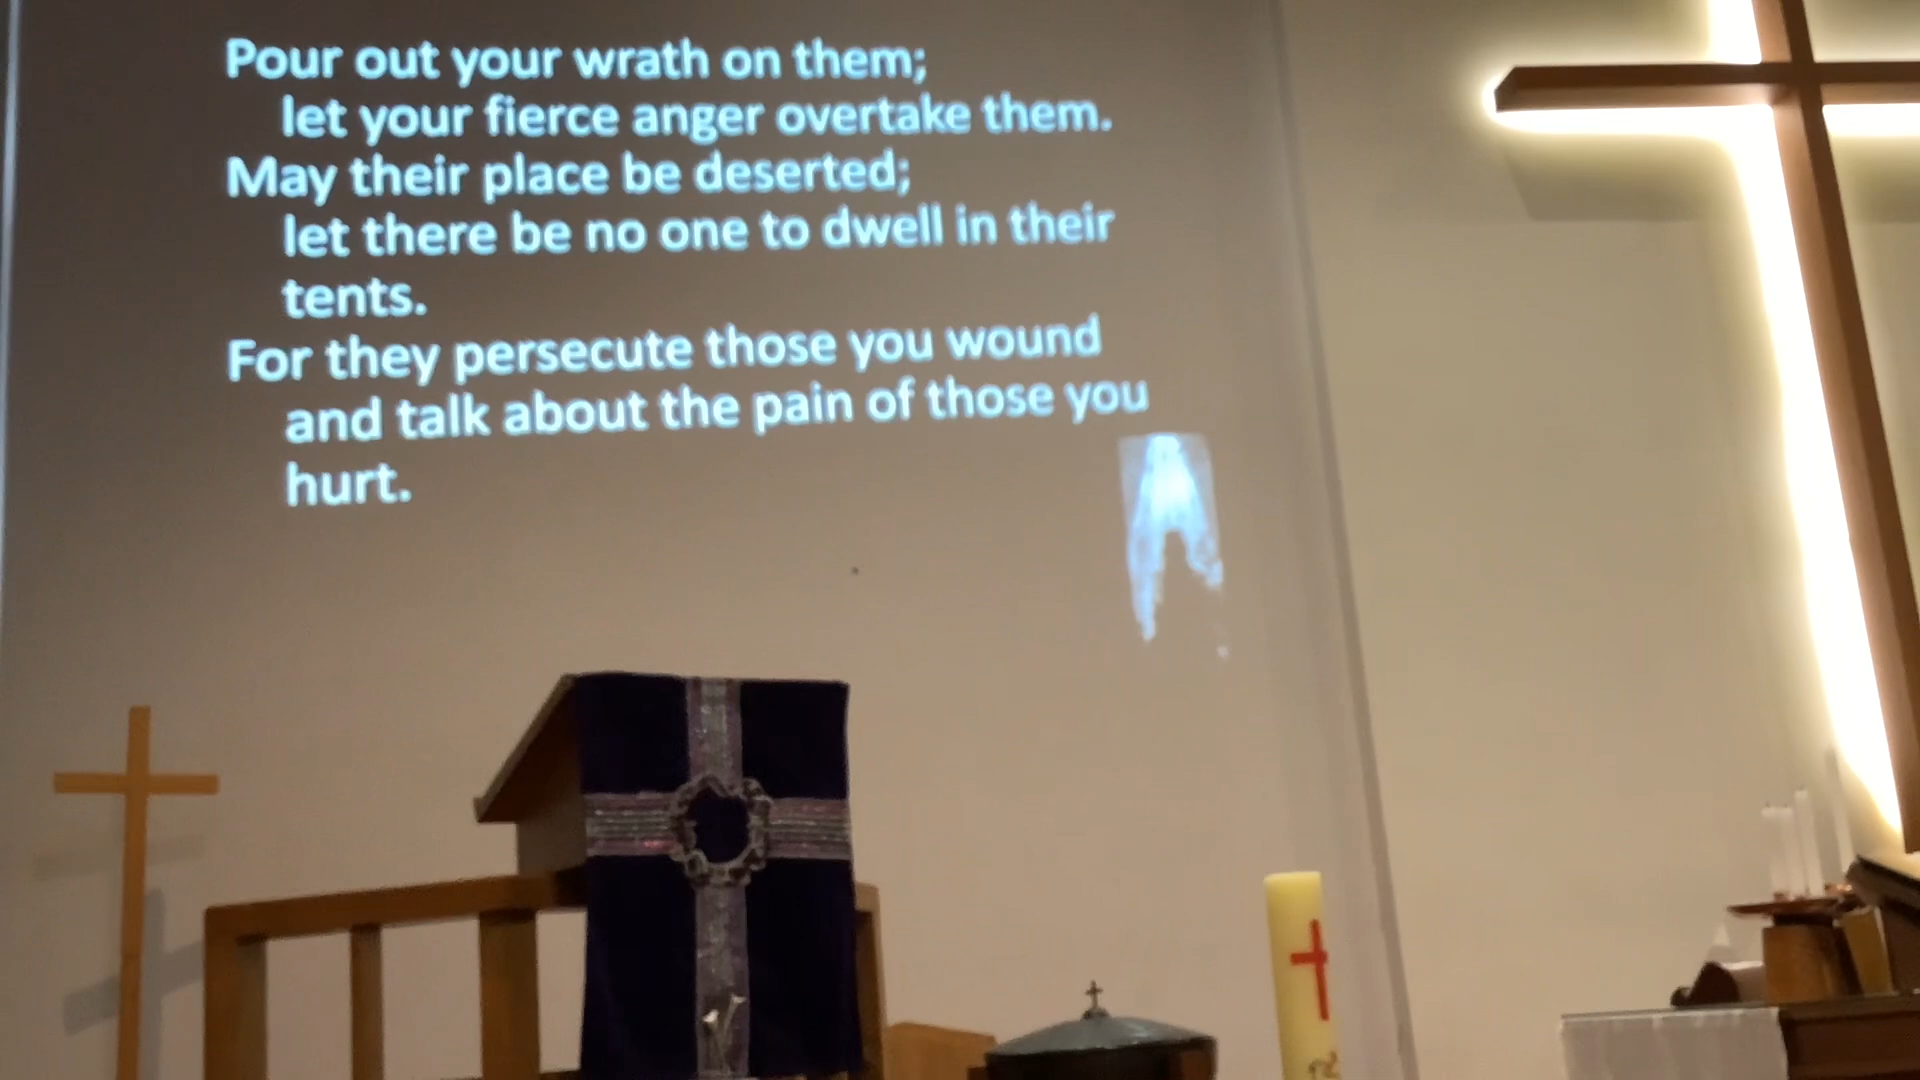 Pour out your wrath on them;
let your fierce anger overtake them.
May their place be deserted;
let there be no one to dwell in their
tents.
For they persecute those you wound
and talk about the pain of those you
hurt.